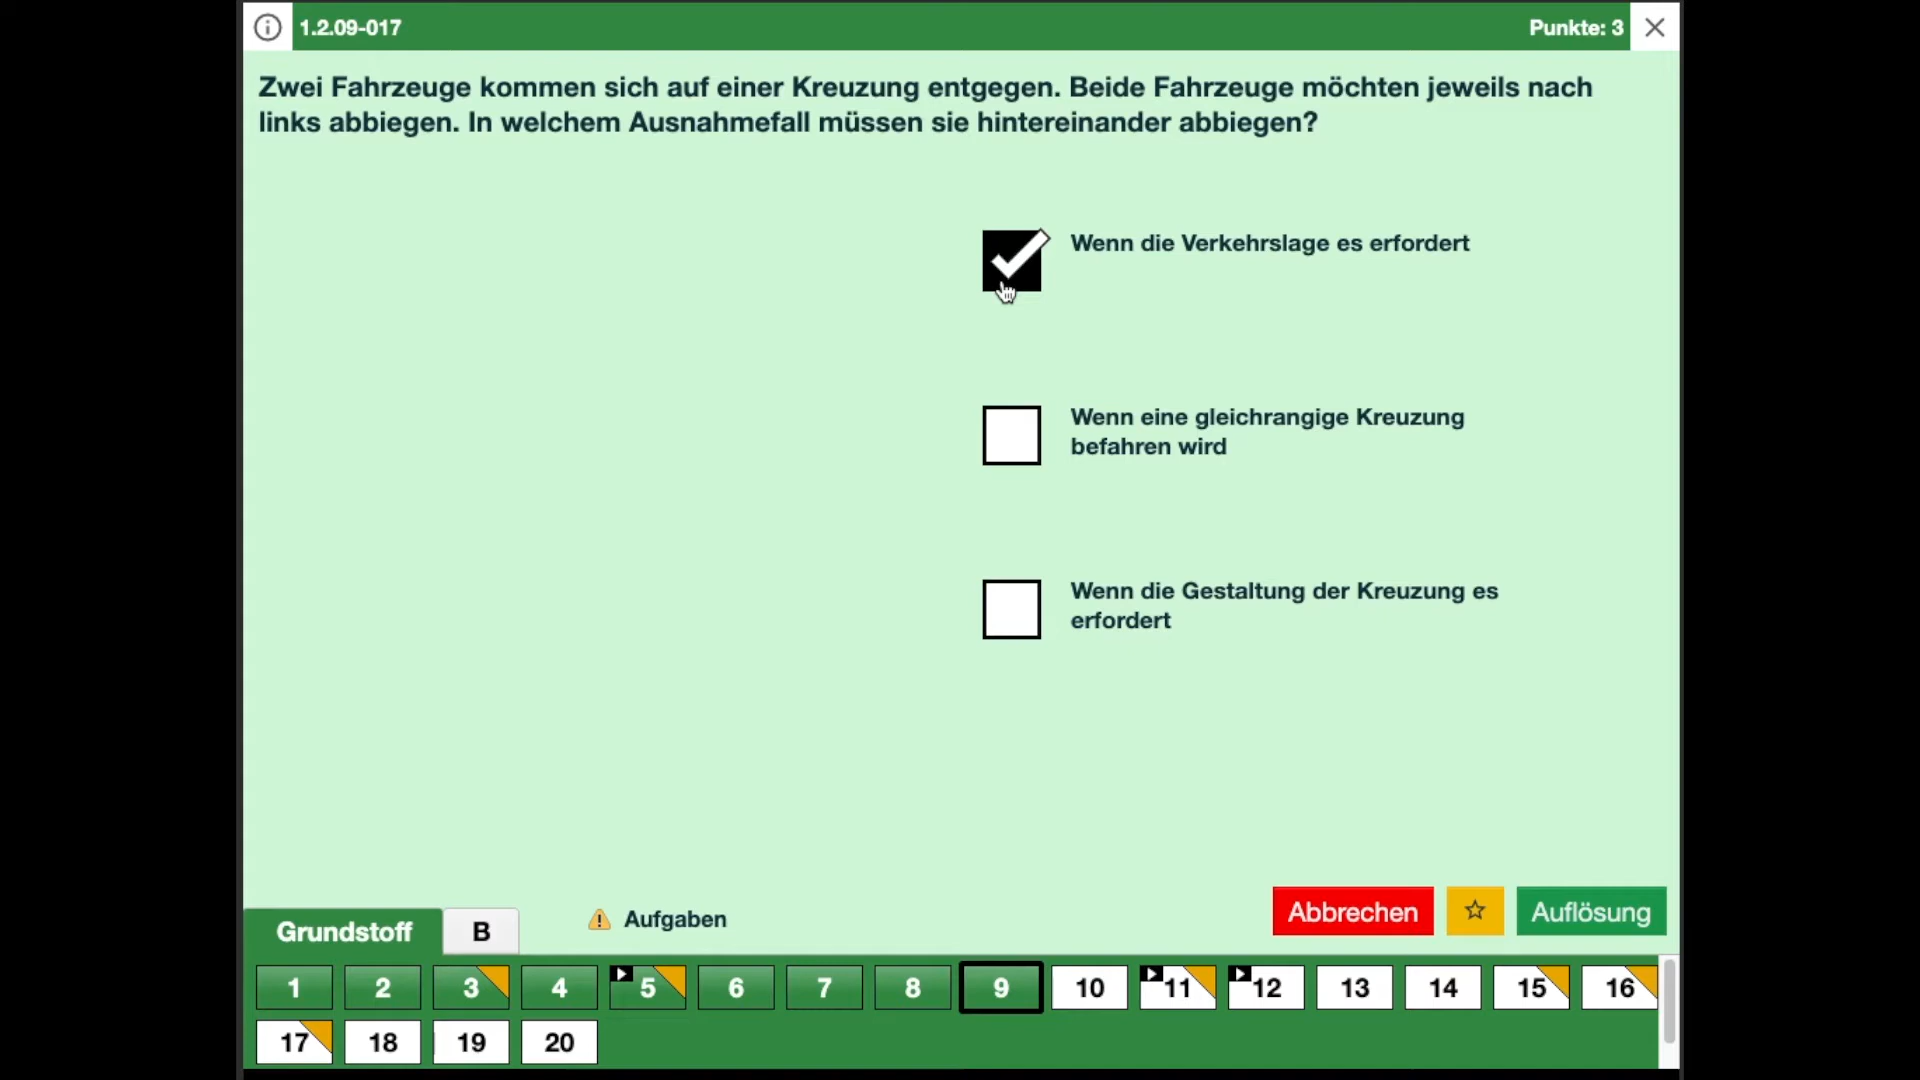 1.2.09-017
Punkte: 3
Zwei Fahrzeuge kommen sich auf einer Kreuzung entgegen. Beide Fahrzeuge möchten jeweils nach
links abbiegen. In welchem Ausnahmefall müssen sie hintereinander abbiegen?
Wenn die Verkehrslage es erfordert
Wenn eine gleichrangige Kreuzung
befahren wird
Wenn die Gestaltung der Kreuzung es
erfordert
Abbrechen
Auflösung
Grundstoff
B
Aufgaben
1 2 3 4 5 6 7 8 9 10 11 12 13 14 15 16
17 18 19 20